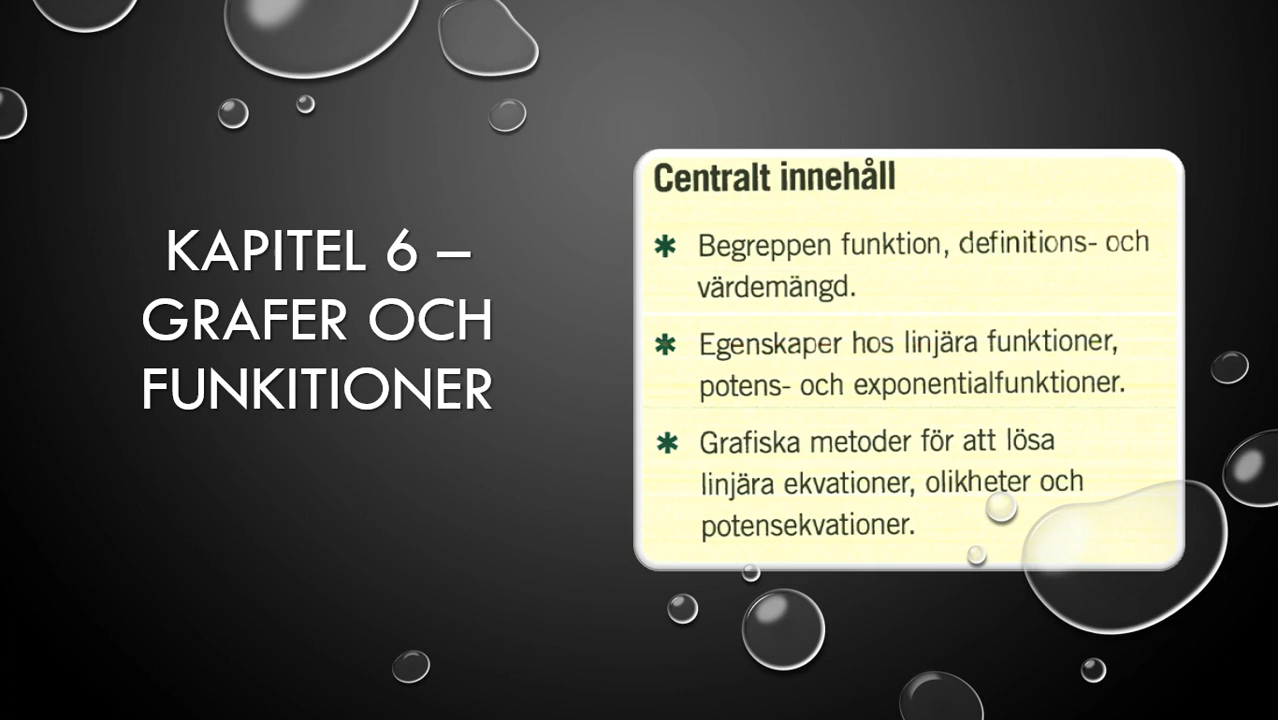 KAPITEL 6 –
GRAFER OCH
FUNKITIONER
Centralt innehåll
* Begreppen funktion, definitions- och
värdemängd.
* Egenskaper hos linjära funktioner,
potens- och exponentialfunktioner.
* Grafiska metoder för att lösa
linjära ekvationer, olikheter och
potensekvationer.